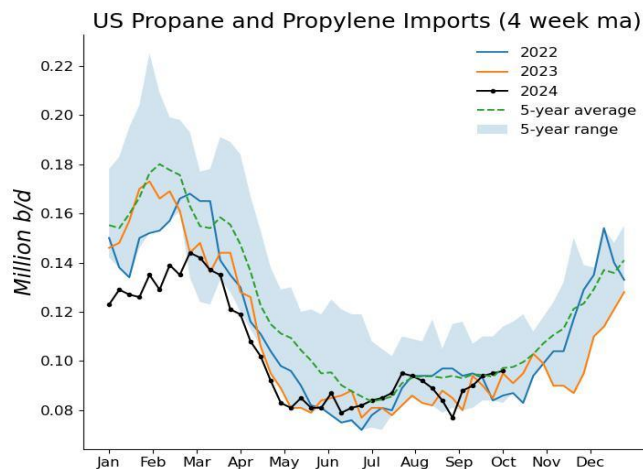 US Propane and Propylene Imports (4 week ma)
2022
2023
2024
5-year average
5-year range
Million b/d
0.22
0.20
0.18
0.16
0.14
0.12
0.10
0.08
Jan Feb Mar Apr May Jun Jul Aug Sep Oct Nov Dec